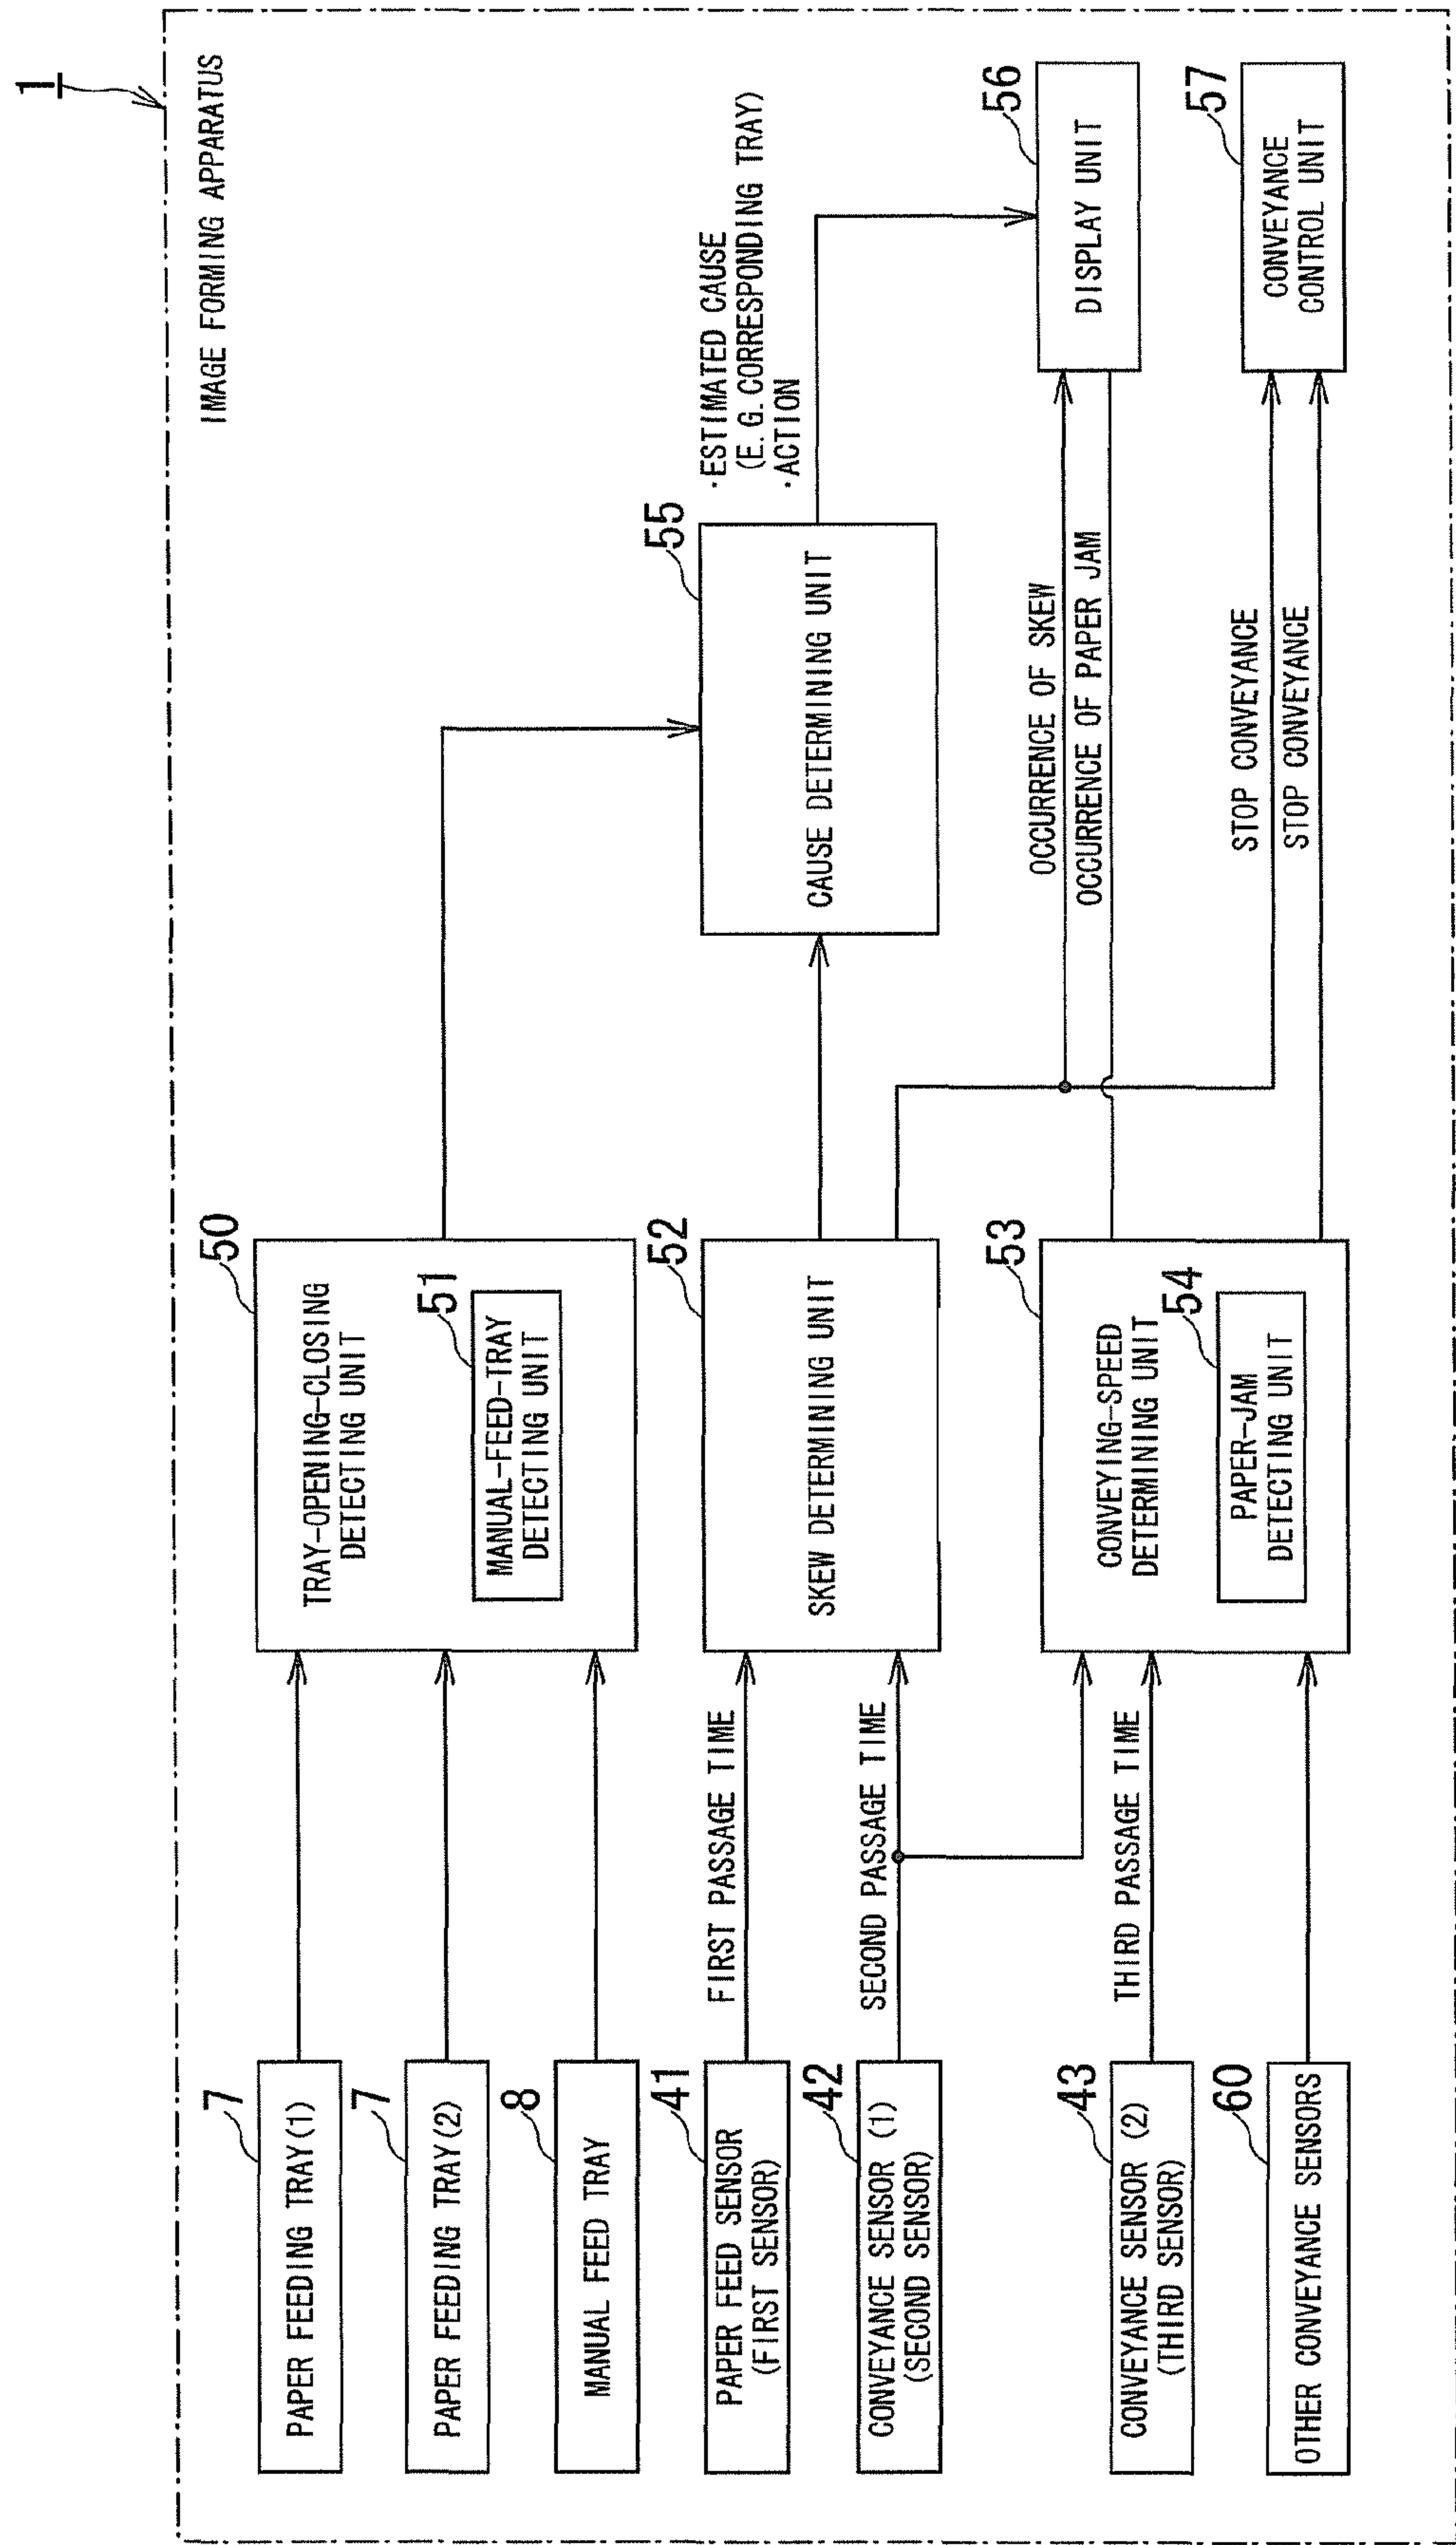 1
IMAGE FORMING APPARATUS
7
PAPER FEEDING TRAY(1)
7
PAPER FEEDING TRAY(2)
8
MANUAL FEED TRAY
41
PAPER FEED SENSOR
(FIRST SENSOR)
42
CONVEYANCE SENSOR (1)
(SECOND SENSOR)
43
CONVEYANCE SENSOR (2)
(THIRD SENSOR)
60
OTHER CONVEYANCE SENSORS
FIRST PASSAGE TIME
SECOND PASSAGE TIME
THIRD PASSAGE TIME
50
TRAY-OPENING-CLOSING
DETECTING UNIT
51
MANUAL-FEED-TRAY
DETECTING UNIT
52
SKEW DETERMINING UNIT
53
CONVEYING-SPEED
DETERMINING UNIT
54
PAPER-JAM
DETECTING UNIT
55
CAUSE DETERMINING UNIT
·ESTIMATED CAUSE
(E.G.CORRESPONDING TRAY)
·ACTION
OCCURRENCE OF SKEW
OCCURRENCE OF PAPER JAM
STOP CONVEYANCE
STOP CONVEYANCE
56
DISPLAY UNIT
57
CONVEYANCE
CONTROL UNIT